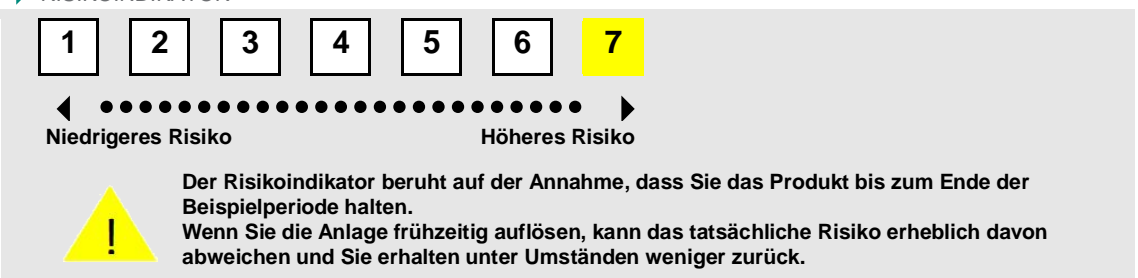 RISIKOINDIKATOR
1 2 3 4 5 6 7
Niedrigeres Risiko Höheres Risiko
Der Risikoindikator beruht auf der Annahme, dass Sie das Produkt bis zum Ende der
Beispielperiode halten.
Wenn Sie die Anlage frühzeitig auflösen, kann das tatsächliche Risiko erheblich davon
abweichen und Sie erhalten unter Umständen weniger zurück.
!